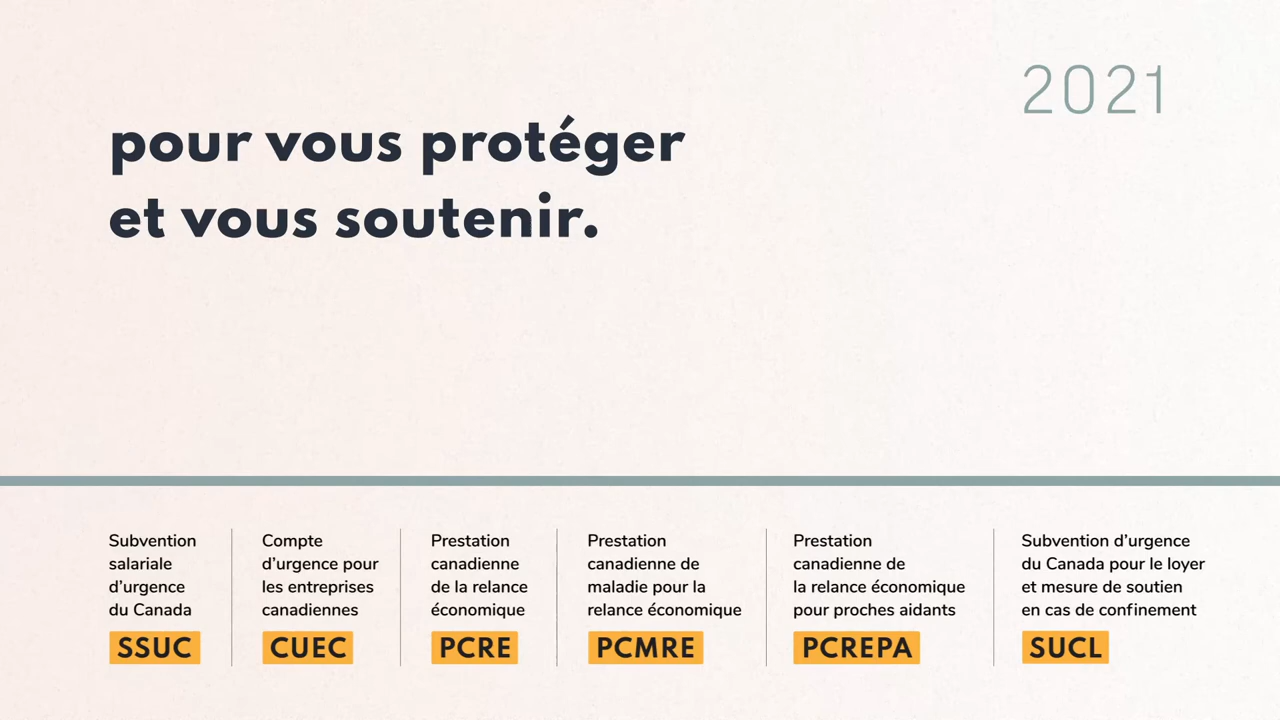 2021
pour vous protéger
et vous soutenir.
Subvention
salariale
d’urgence
du Canada
SSUC
Compte
d’urgence pour
les entreprises
canadiennes
CUEC
Prestation
canadienne
de la relance
économique
PCRE
Prestation
canadienne de
maladie pour la
relance économique
PCMRE
Prestation
canadienne de
la relance économique
pour proches aidants
PCREPA
Subvention d’urgence
du Canada pour le loyer
et mesure de soutien
en cas de confinement
SUCL